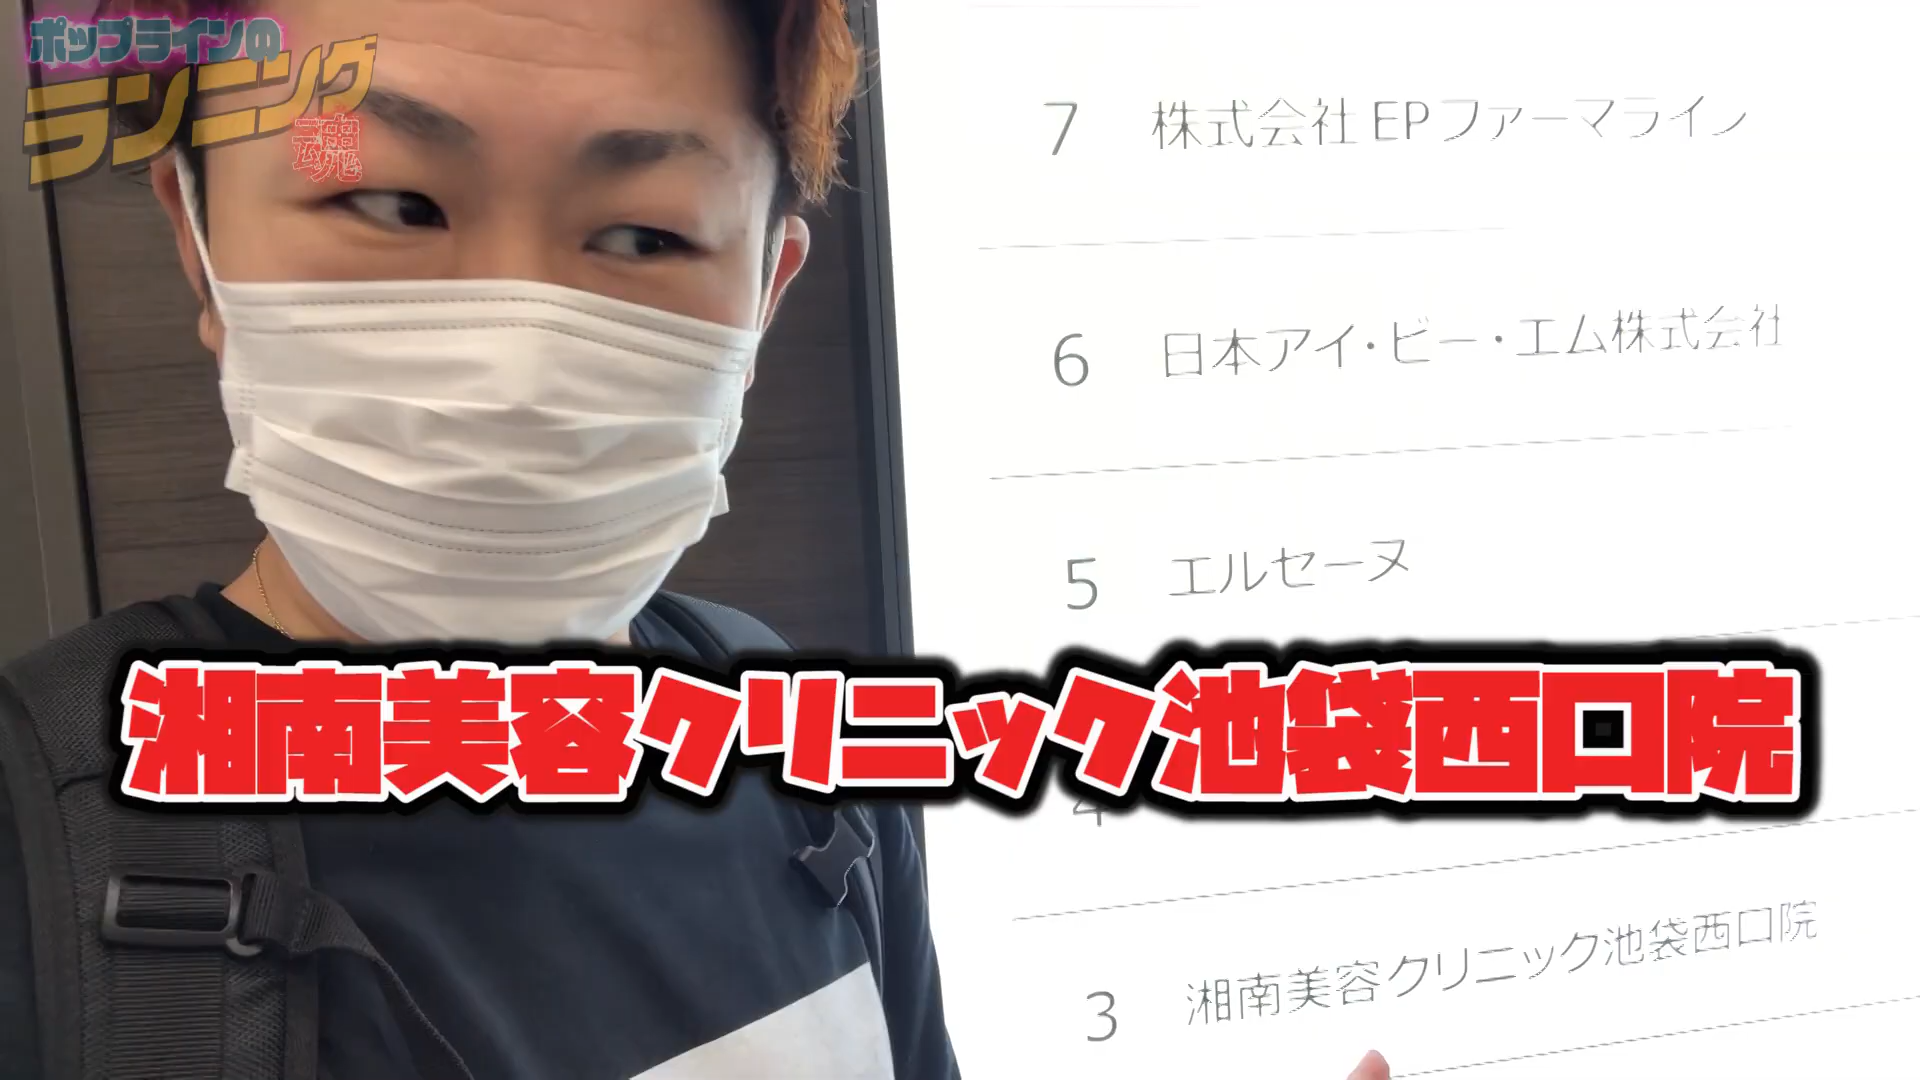 ポップラインの
ランニング
魂
7 株式会社EPファーマライン
6 日本アイ・ビー・エム株式会社
5 エルセーヌ
湘南美容クリニック池袋西口院
4
3 湘南美容クリニック池袋西口院